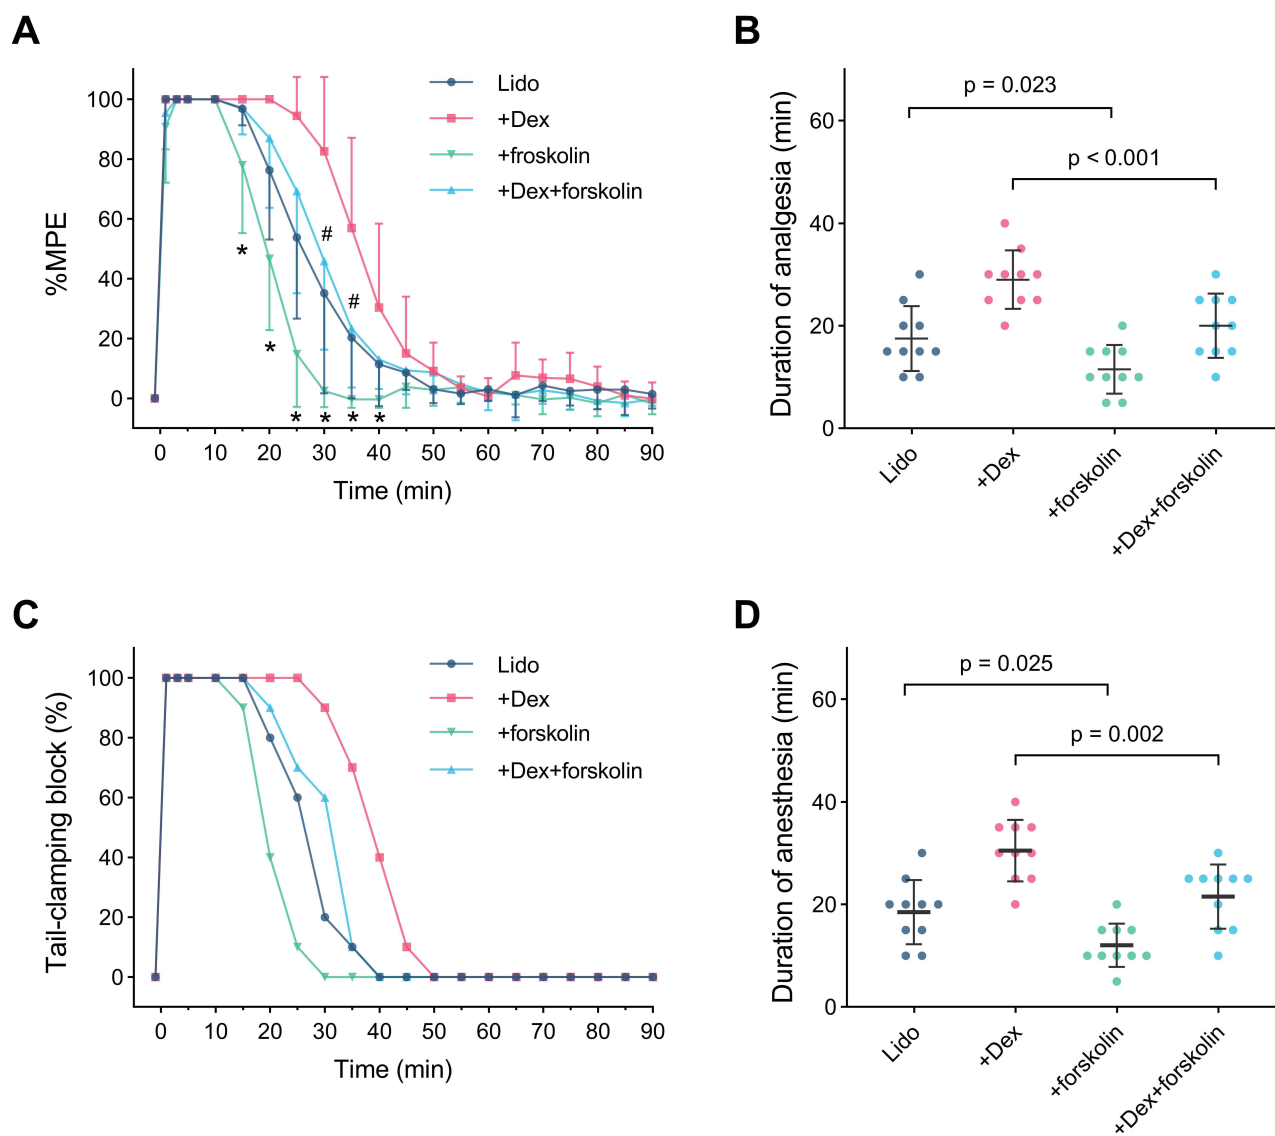 A
%MPE
100
80
60
40
20
0
Lido
+Dex
+froskolin
+Dex+forskolin
#
#
*
*
* * * *
0 10 20 30 40 50 60 70 80 90
Time (min)
B
Duration of analgesia (min)
60
40
20
0
p = 0.023
p < 0.001
Lido
+Dex
+forskolin
+Dex+forskolin
C
Tail-clamping block (%)
100
80
60
40
20
0
Lido
+Dex
+forskolin
+Dex+forskolin
0 10 20 30 40 50 60 70 80 90
Time (min)
D
Duration of anesthesia (min)
60
40
20
0
p = 0.025
p = 0.002
Lido
+Dex
+forskolin
+Dex+forskolin